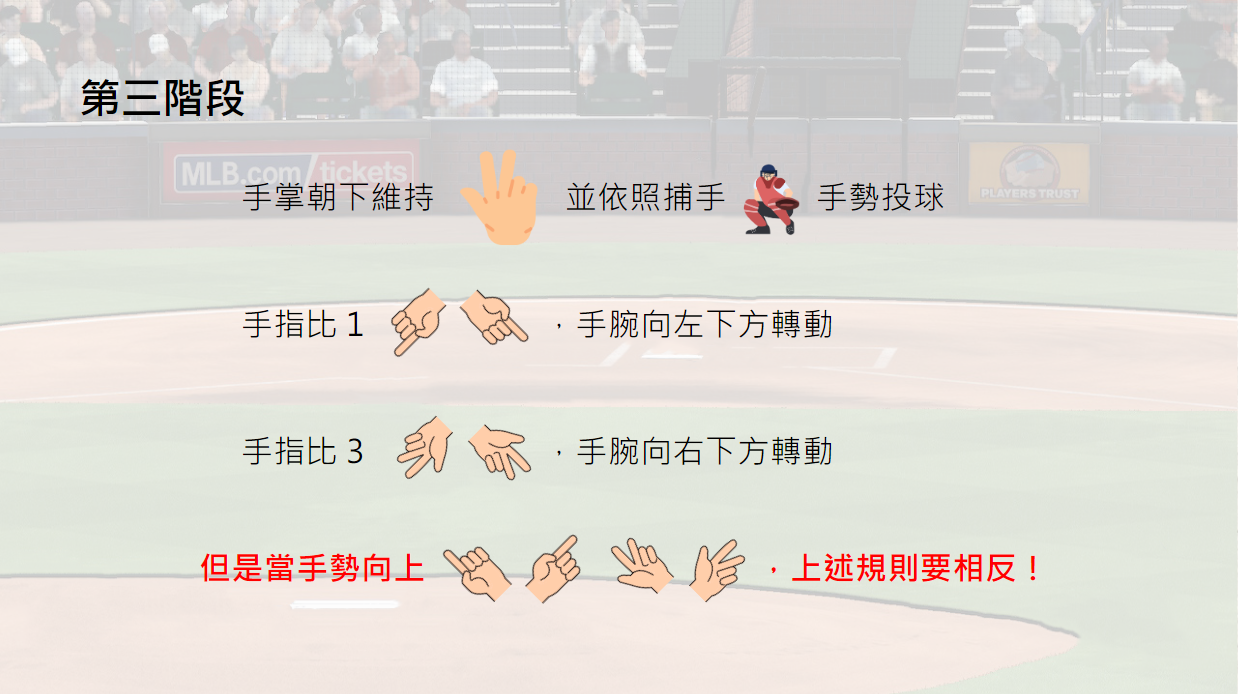 第三階段
MLB.com/tickets
PLAYERS TRUST
手掌朝下維持 並依照捕手 手勢投球
手指比 1 ，手腕向左下方轉動
手指比 3 ，手腕向右下方轉動
但是當手勢向上 ，上述規則要相反！